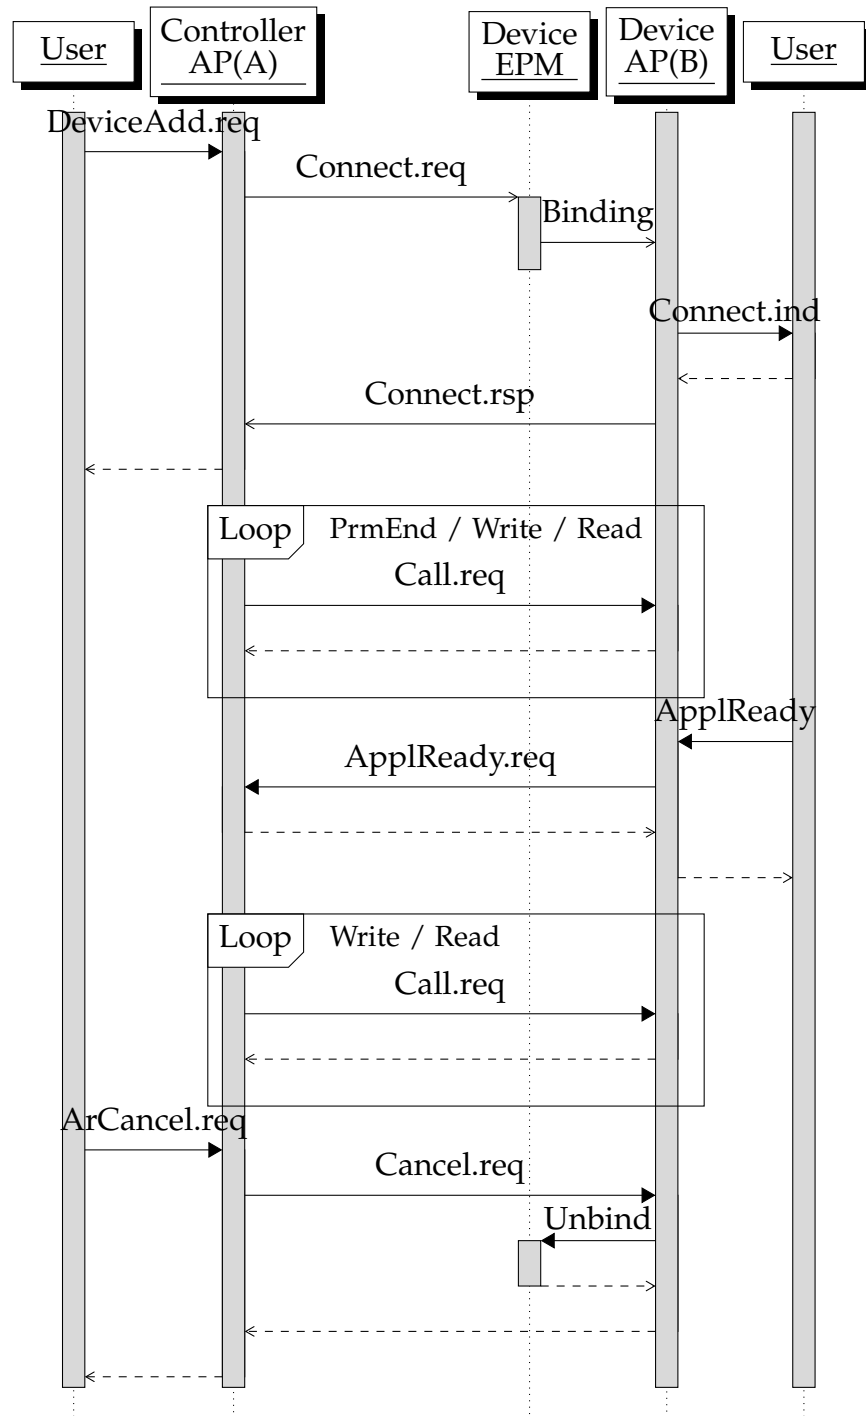 User
Controller
AP(A)
Device
EPM
Device
AP(B)
User
DeviceAdd.req
Connect.req
Binding
Connect.ind
Connect.rsp
Loop
PrmEnd / Write / Read
Call.req
ApplReady
ApplReady.req
Loop
Write / Read
Call.req
ArCancel.req
Cancel.req
Unbind